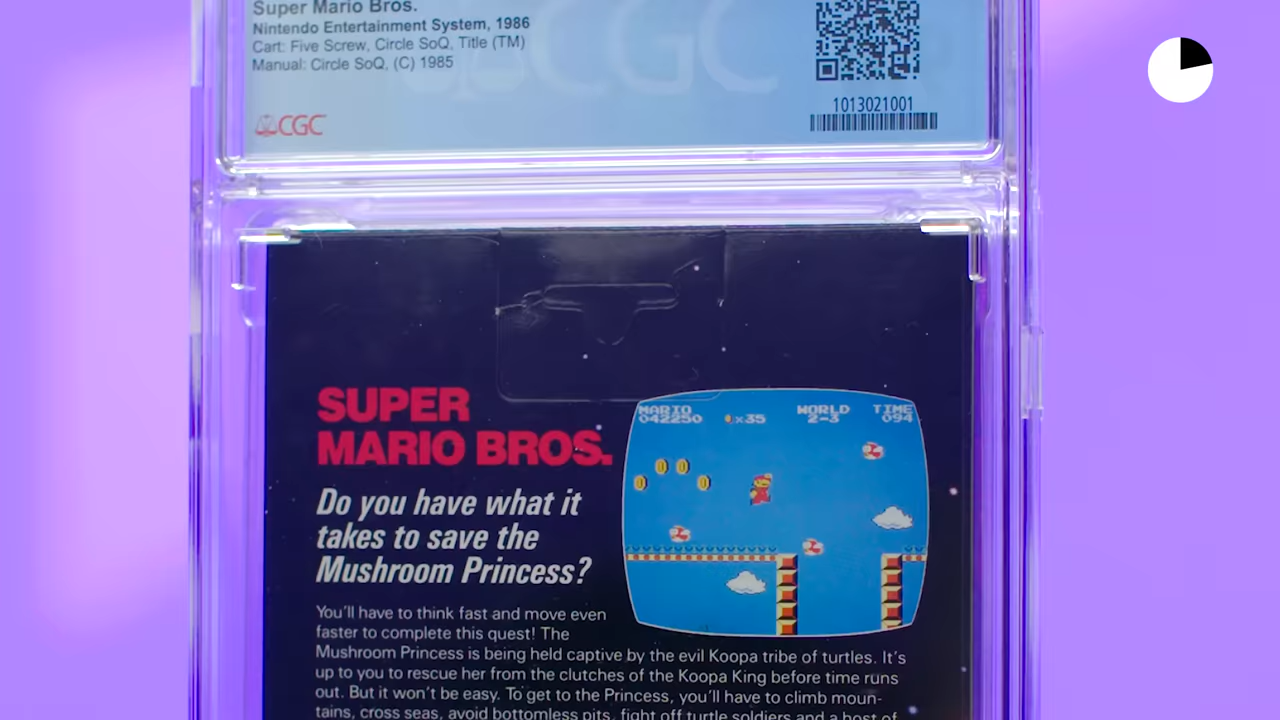 Super Mario Bros.
Nintendo Entertainment System, 1986
Cart: Five Screw, Circle SoQ, Title (TM)
Manual: Circle SoQ, (C) 1985
CGC
CGC
1013021001
SUPER
MARIO BROS.
Do you have what it
takes to save the
Mushroom Princess?
MARIO WORLD TIME
042250 ×35 2-3 094
You'll have to think fast and move even
faster to complete this quest! The
Mushroom Princess is being held captive by the evil Koopa tribe of turtles. It's
up to you to rescue her from the clutches of the Koopa King before time runs
out. But it won't be easy. To get to the Princess, you'll have to climb moun-
tains, cross seas, avoid bottomless pits, fight off turtle soldiers and a host of